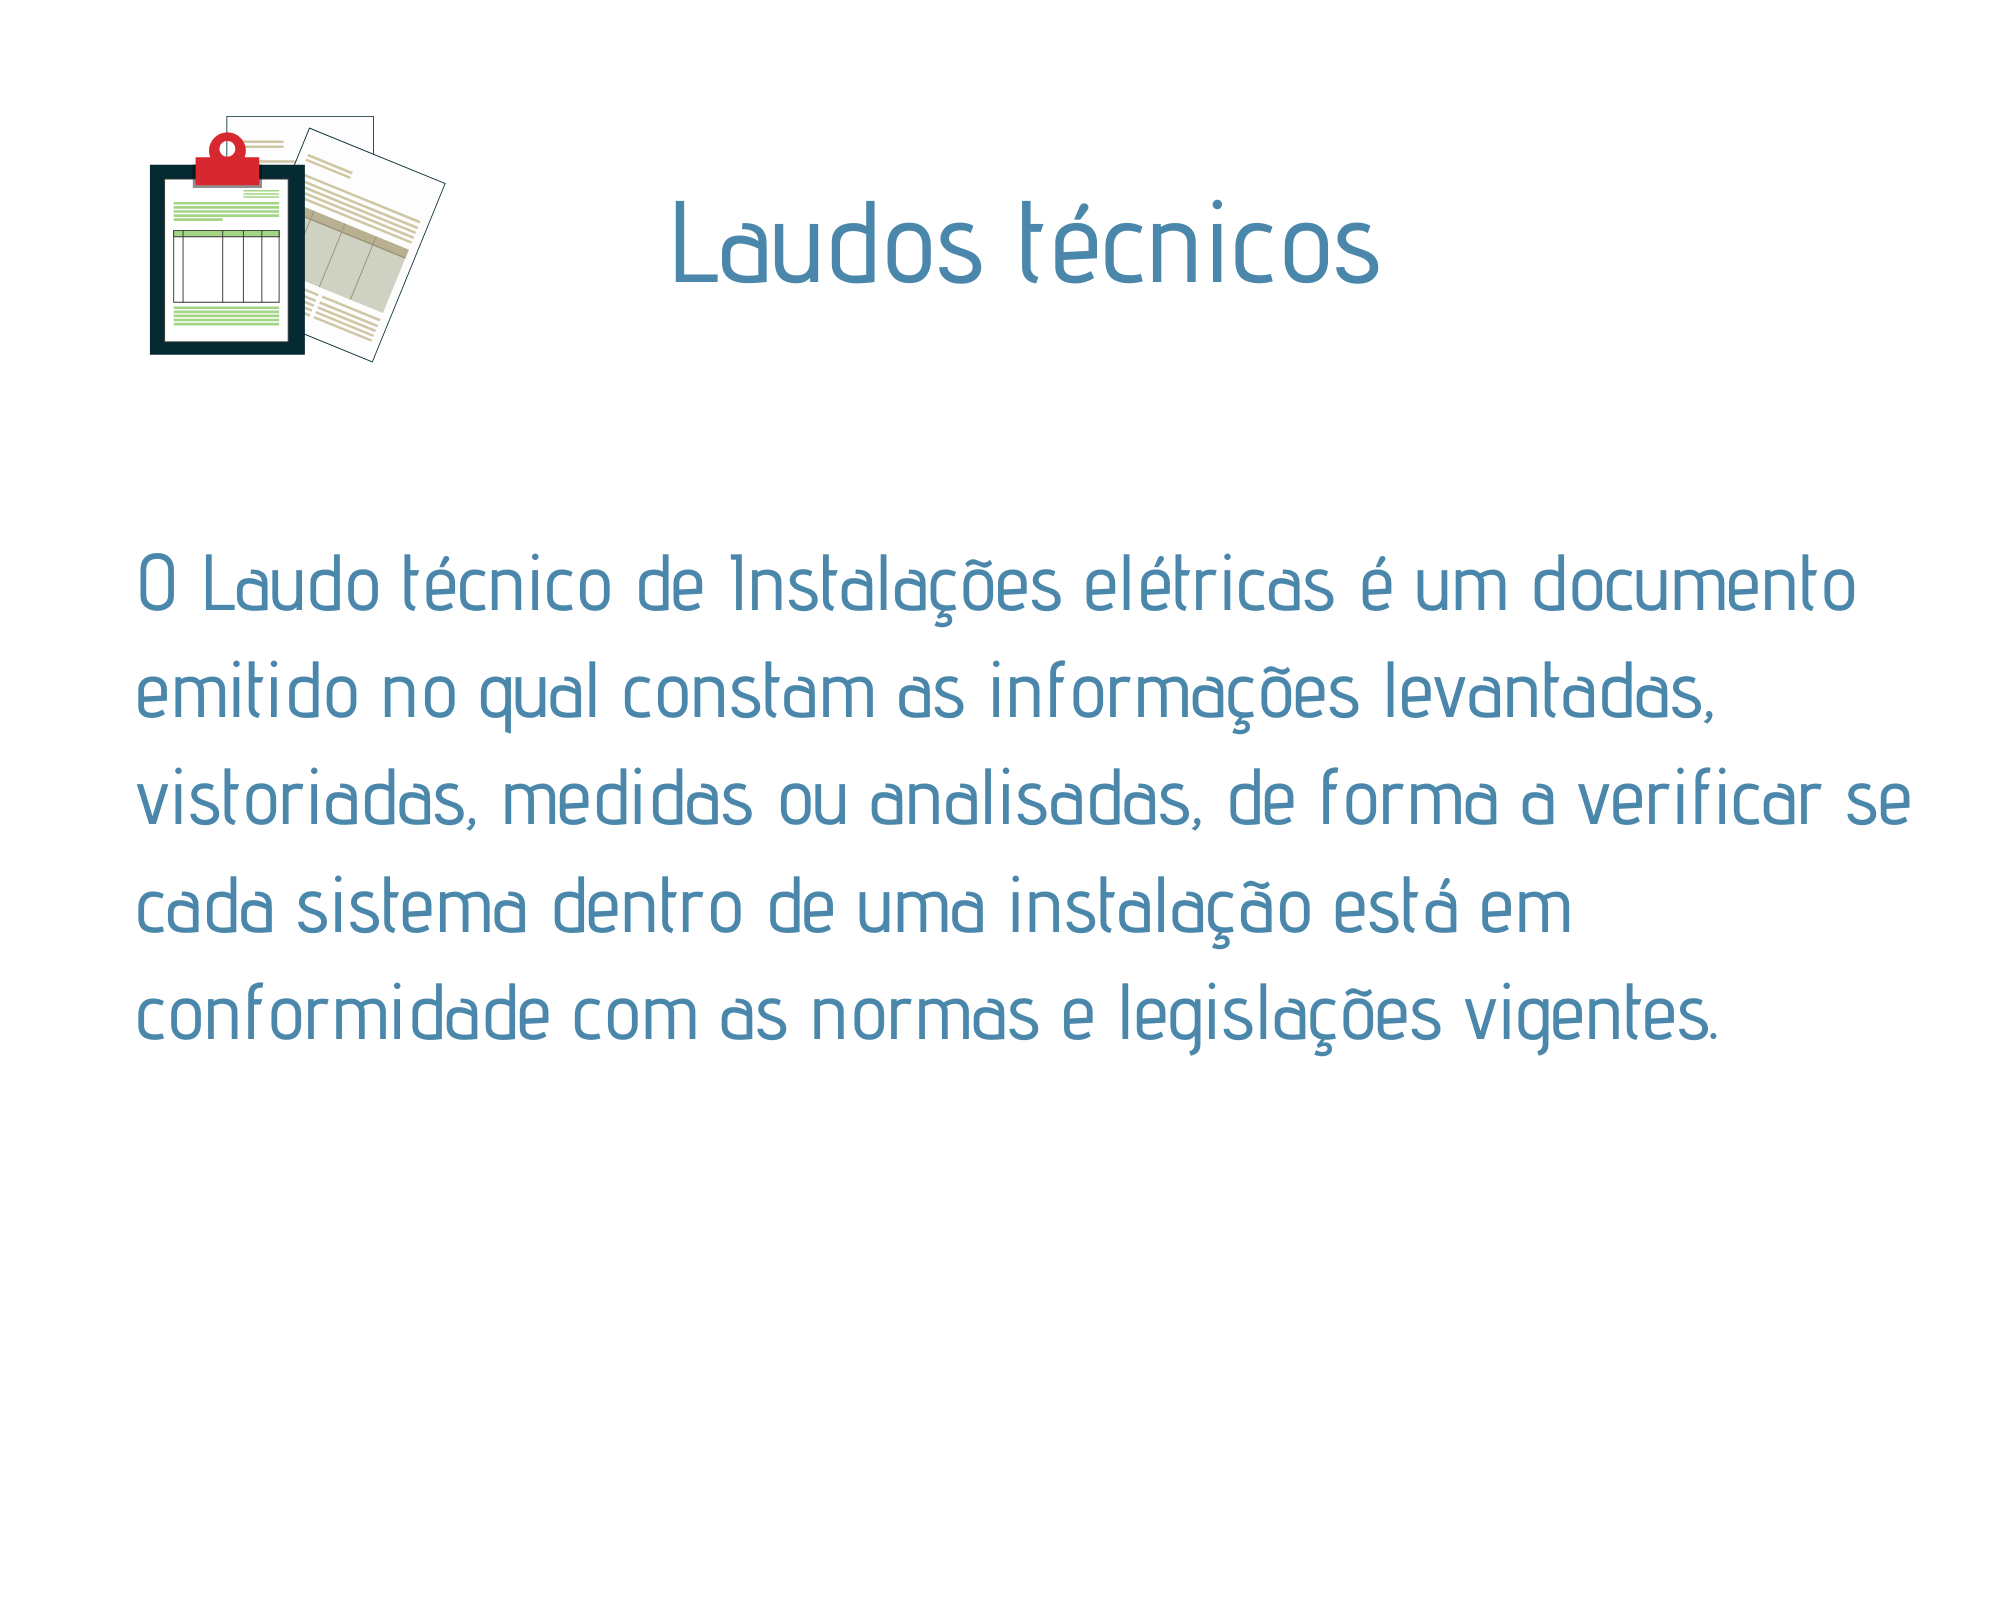 Laudos técnicos
O Laudo técnico de Instalações elétricas é um documento
emitido no qual constam as informações levantadas,
vistoriadas, medidas ou analisadas, de forma a verificar se
cada sistema dentro de uma instalação está em
conformidade com as normas e legislações vigentes.